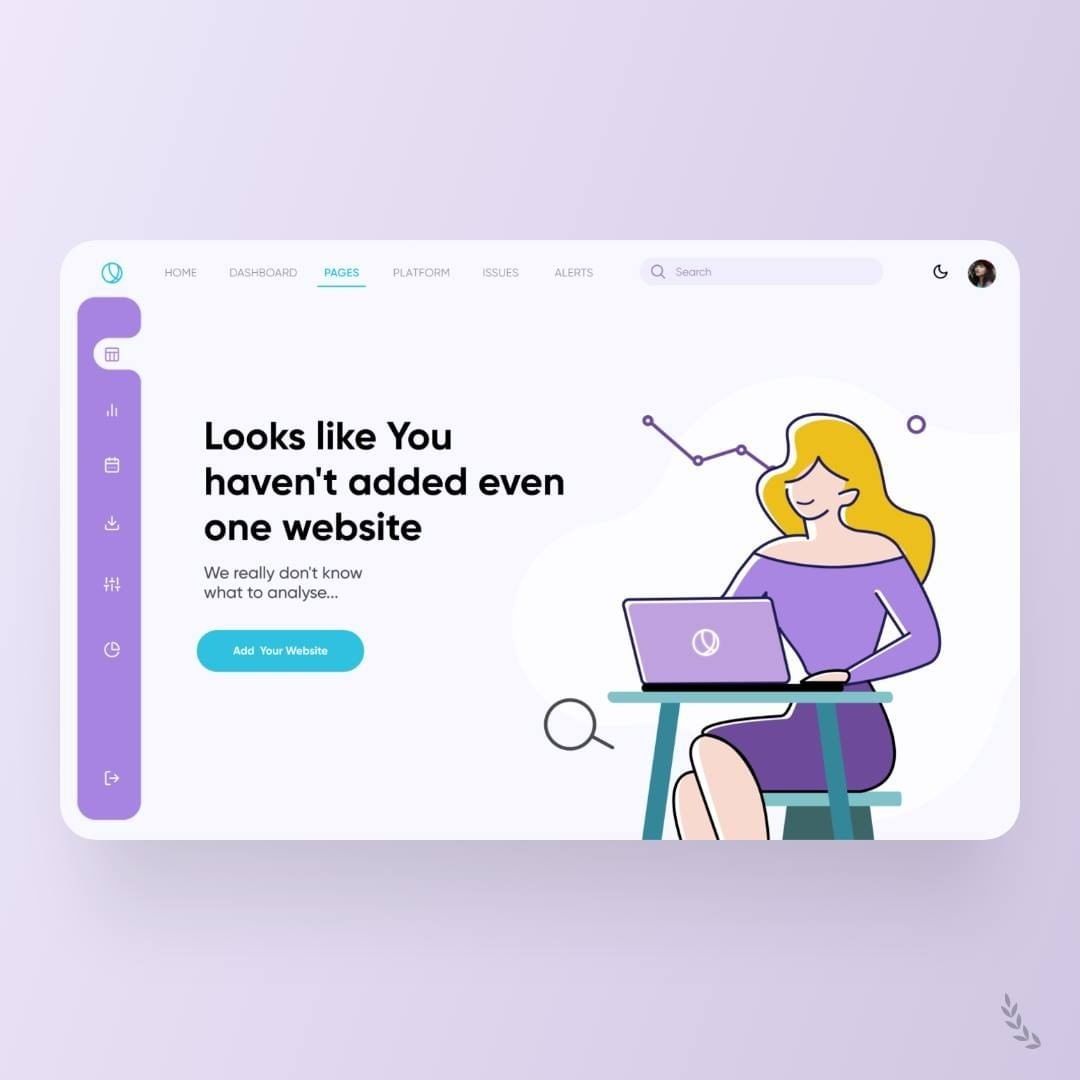 HOME DASHBOARD PAGES PLATFORM ISSUES ALERTS Search
Looks like You
haven't added even
one website
We really don't know
what to analyse...
Add Your Website